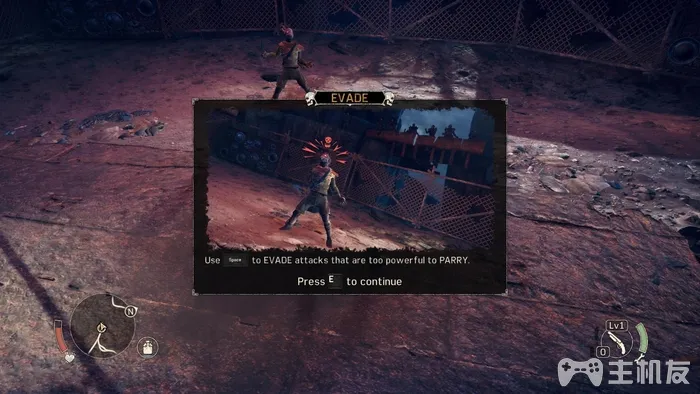 EVADE
Use Space to EVADE attacks that are too powerful to PARRY.
Press E to continue
N
Lv1
0
主机友